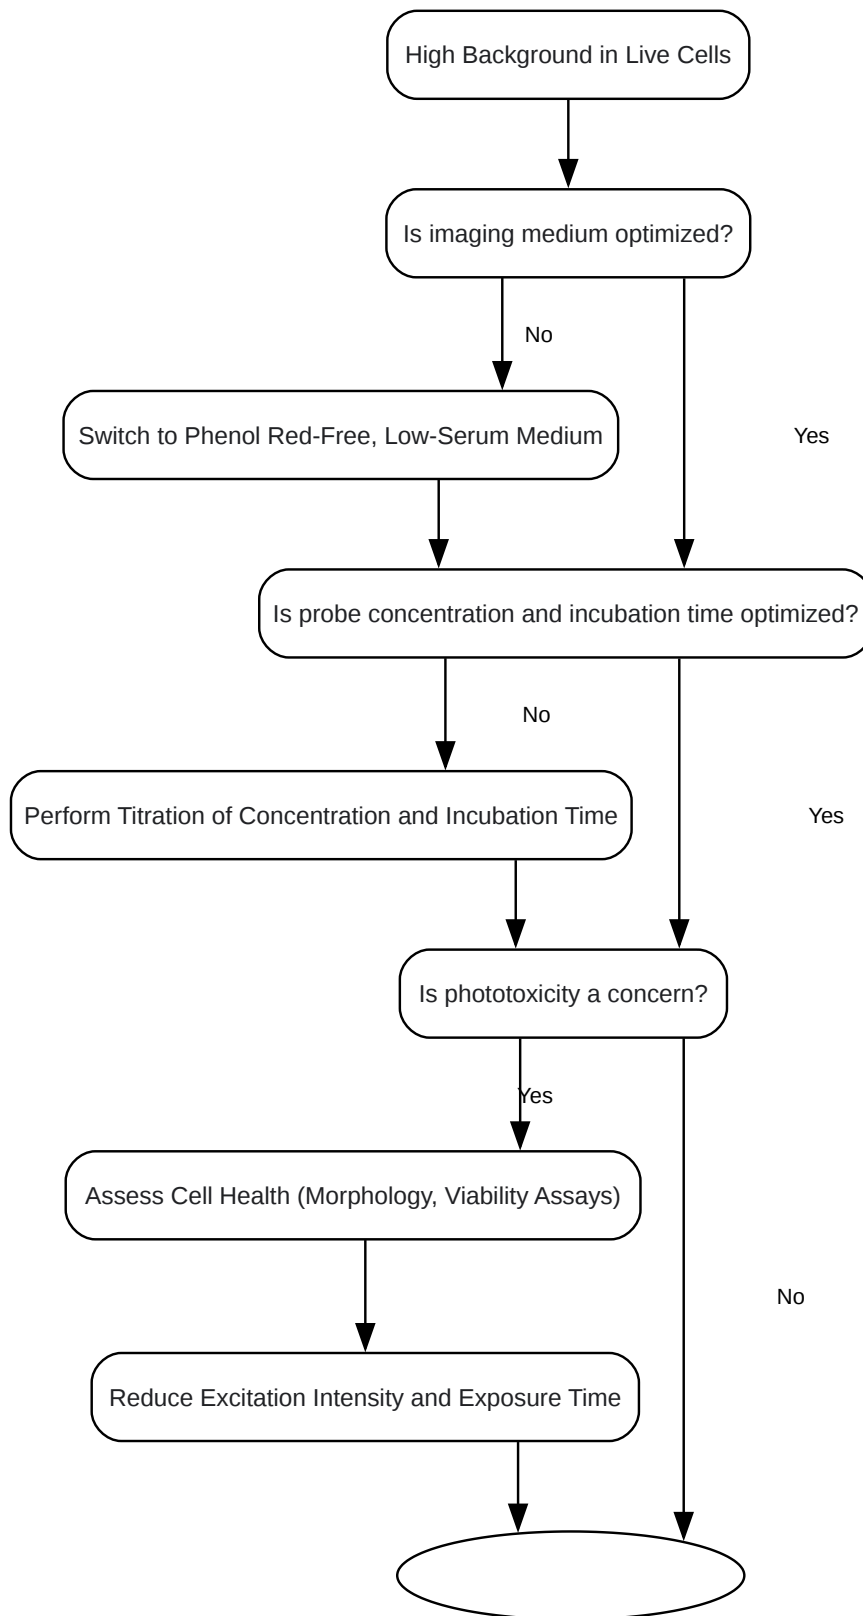 High Background in Live Cells
Is imaging medium optimized?
No
Switch to Phenol Red-Free, Low-Serum Medium
Yes
Is probe concentration and incubation time optimized?
No
Perform Titration of Concentration and Incubation Time
Yes
Is phototoxicity a concern?
Yes
Assess Cell Health (Morphology, Viability Assays)
No
Reduce Excitation Intensity and Exposure Time